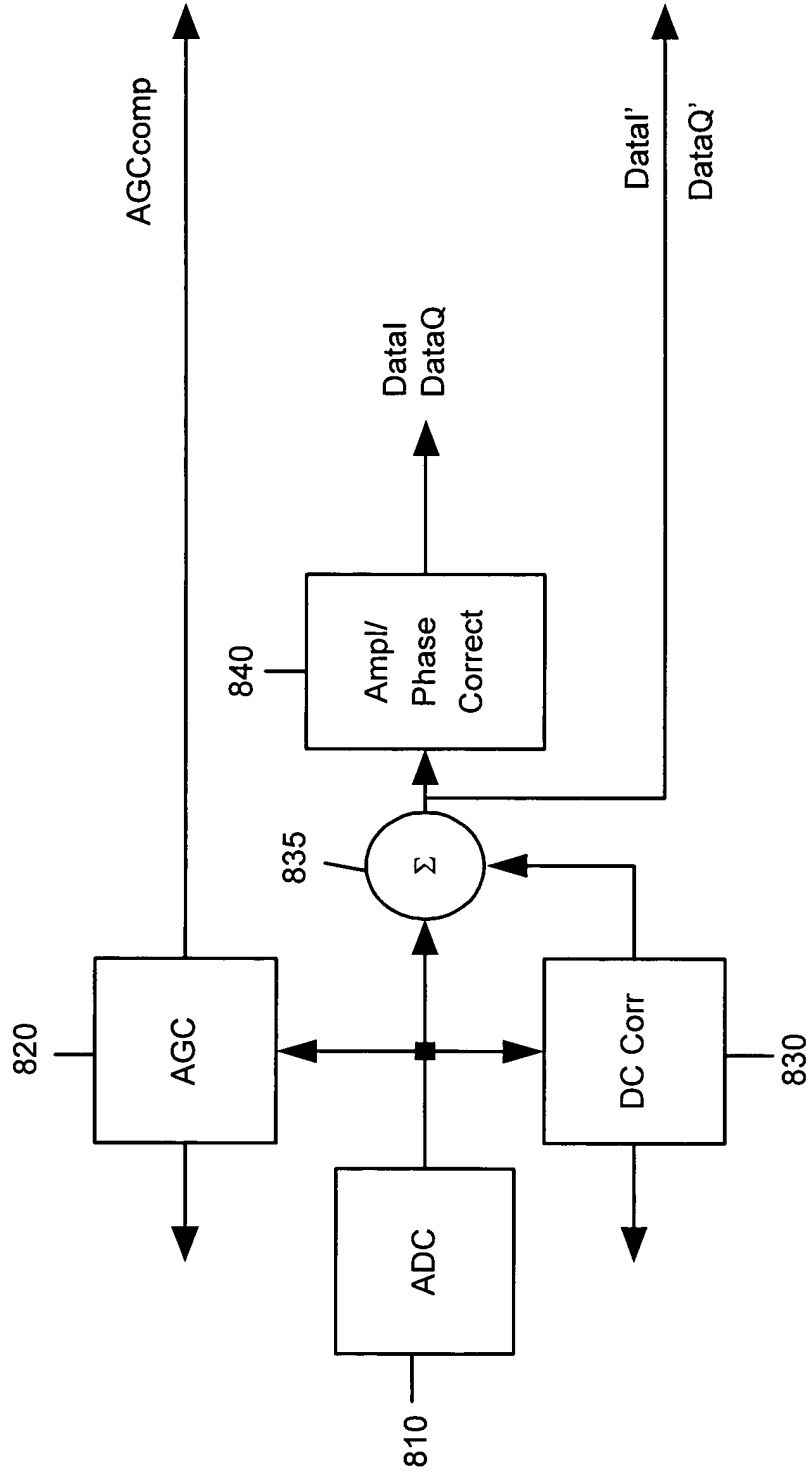 AGCcomp
820
AGC
835
Σ
840
Ampl/
Phase
Correct
DataI
DataQ
810
ADC
DC Corr
830
DataI'
DataQ'